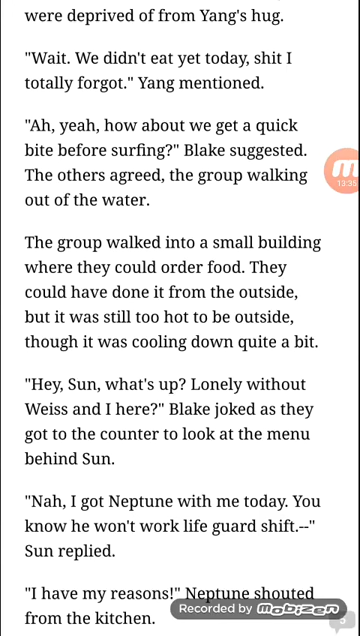 were deprived of from Yang's hug.
"Wait. We didn't eat yet today, shit I
totally forgot." Yang mentioned.
"Ah, yeah, how about we get a quick
bite before surfing?" Blake suggested.
The others agreed, the group walking
out of the water.
The group walked into a small building
where they could order food. They
could have done it from the outside,
but it was still too hot to be outside,
though it was cooling down quite a bit.
"Hey, Sun, what's up? Lonely without
Weiss and I here?" Blake joked as they
got to the counter to look at the menu
behind Sun.
"Nah, I got Neptune with me today. You
know he won't work life guard shift.--"
Sun replied.
"I have my reasons!" Neptune shouted
from the kitchen.
13:35
Recorded by mobizen
5